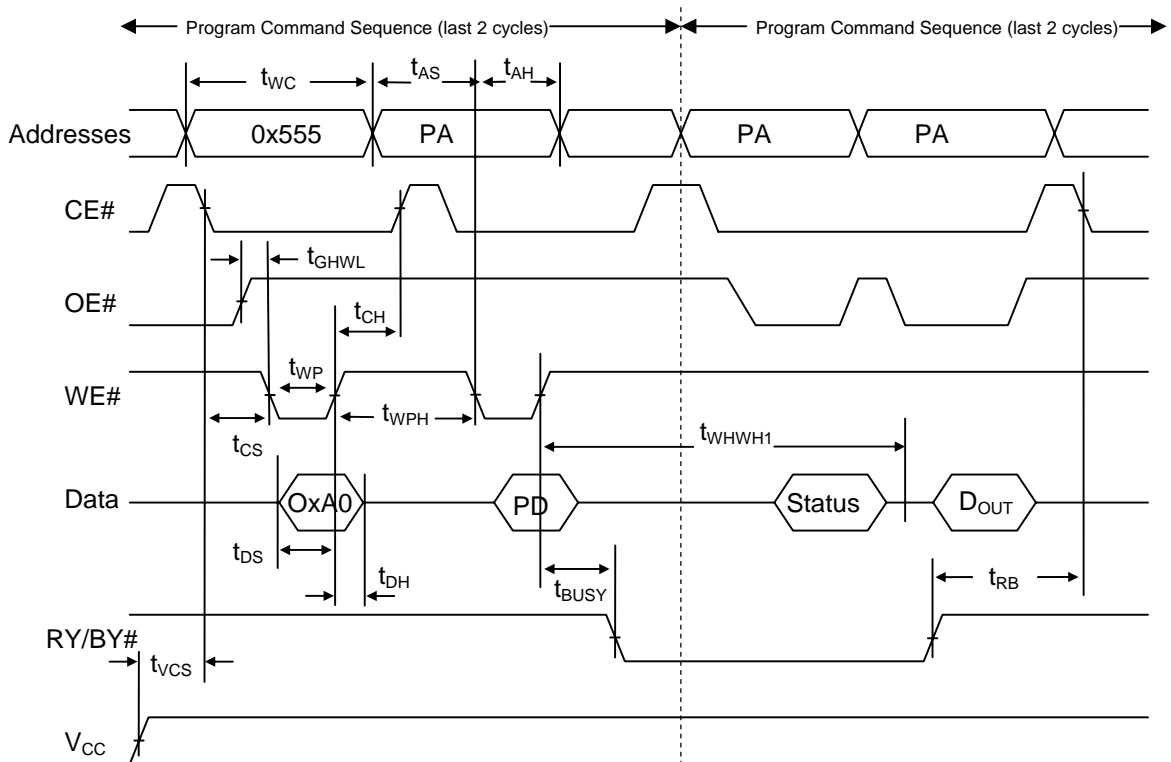 Program Command Sequence (last 2 cycles) Program Command Sequence (last 2 cycles)
tWC tAS tAH
Addresses 0x555 PA PA PA
CE#
tGHWL
OE#
tCH
tWP
WE#
tWPH
tWHWH1
tCS
Data OxA0 PD Status DOUT
tDS
tDH
tBUSY tRB
RY/BY#
tVCS
VCC